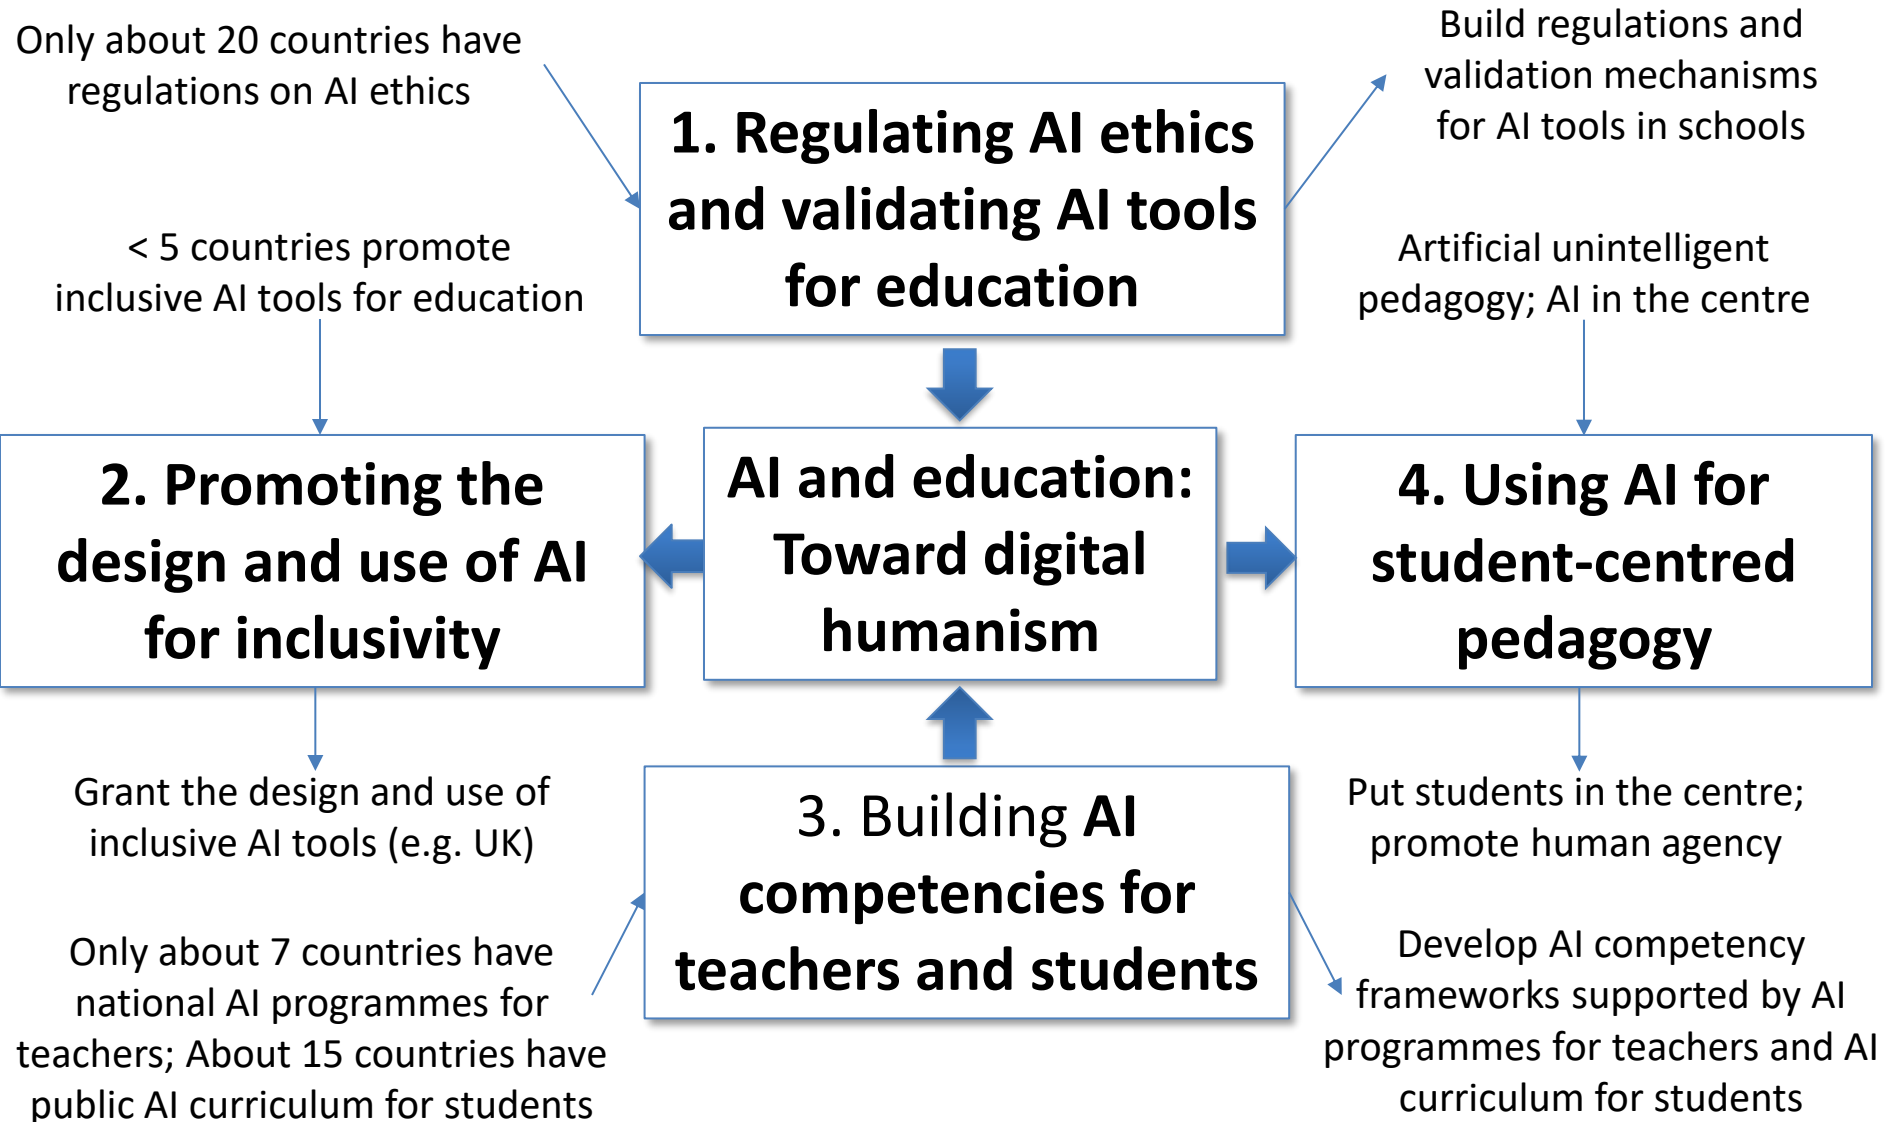 Only about 20 countries have
regulations on AI ethics
1. Regulating AI ethics
and validating AI tools
for education
Build regulations and
validation mechanisms
for AI tools in schools
< 5 countries promote
inclusive AI tools for education
Artificial unintelligent
pedagogy; AI in the centre
2. Promoting the
design and use of AI
for inclusivity
AI and education:
Toward digital
humanism
4. Using AI for
student-centred
pedagogy
Grant the design and use of
inclusive AI tools (e.g. UK)
3. Building AI
competencies for
teachers and students
Put students in the centre;
promote human agency
Only about 7 countries have
national AI programmes for
teachers; About 15 countries have
public AI curriculum for students
Develop AI competency
frameworks supported by AI
programmes for teachers and AI
curriculum for students